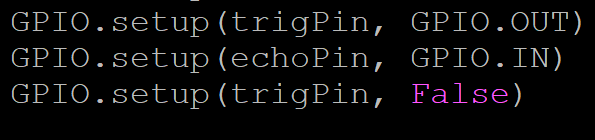 GPIO.setup(trigPin, GPIO.OUT)
GPIO.setup(echoPin, GPIO.IN)
GPIO.setup(trigPin, False)